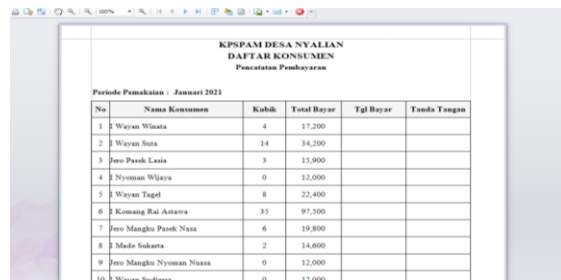 100%
KPSPAM DESA NYALIAN
DAFTAR KONSUMEN
Pencatatan Pembayaran
Periode Pemakaian : Januari 2021
No Nama Konsumen Kubik Total Bayar Tgl Bayar Tanda Tangan
1 I Wayan Winata 4 17,200
2 I Wayan Suta 14 34,200
3 Jero Pasek Lasia 3 15,900
4 I Nyoman Wijaya 0 12,000
5 I Wayan Tagel 8 22,400
6 I Komang Rai Astawa 35 97,500
7 Jero Mangku Pasek Nasa 6 19,800
8 I Made Sukarta 2 14,600
9 Jero Mangku Nyoman Nuasa 0 12,000
10 I Wayan 0 12,000